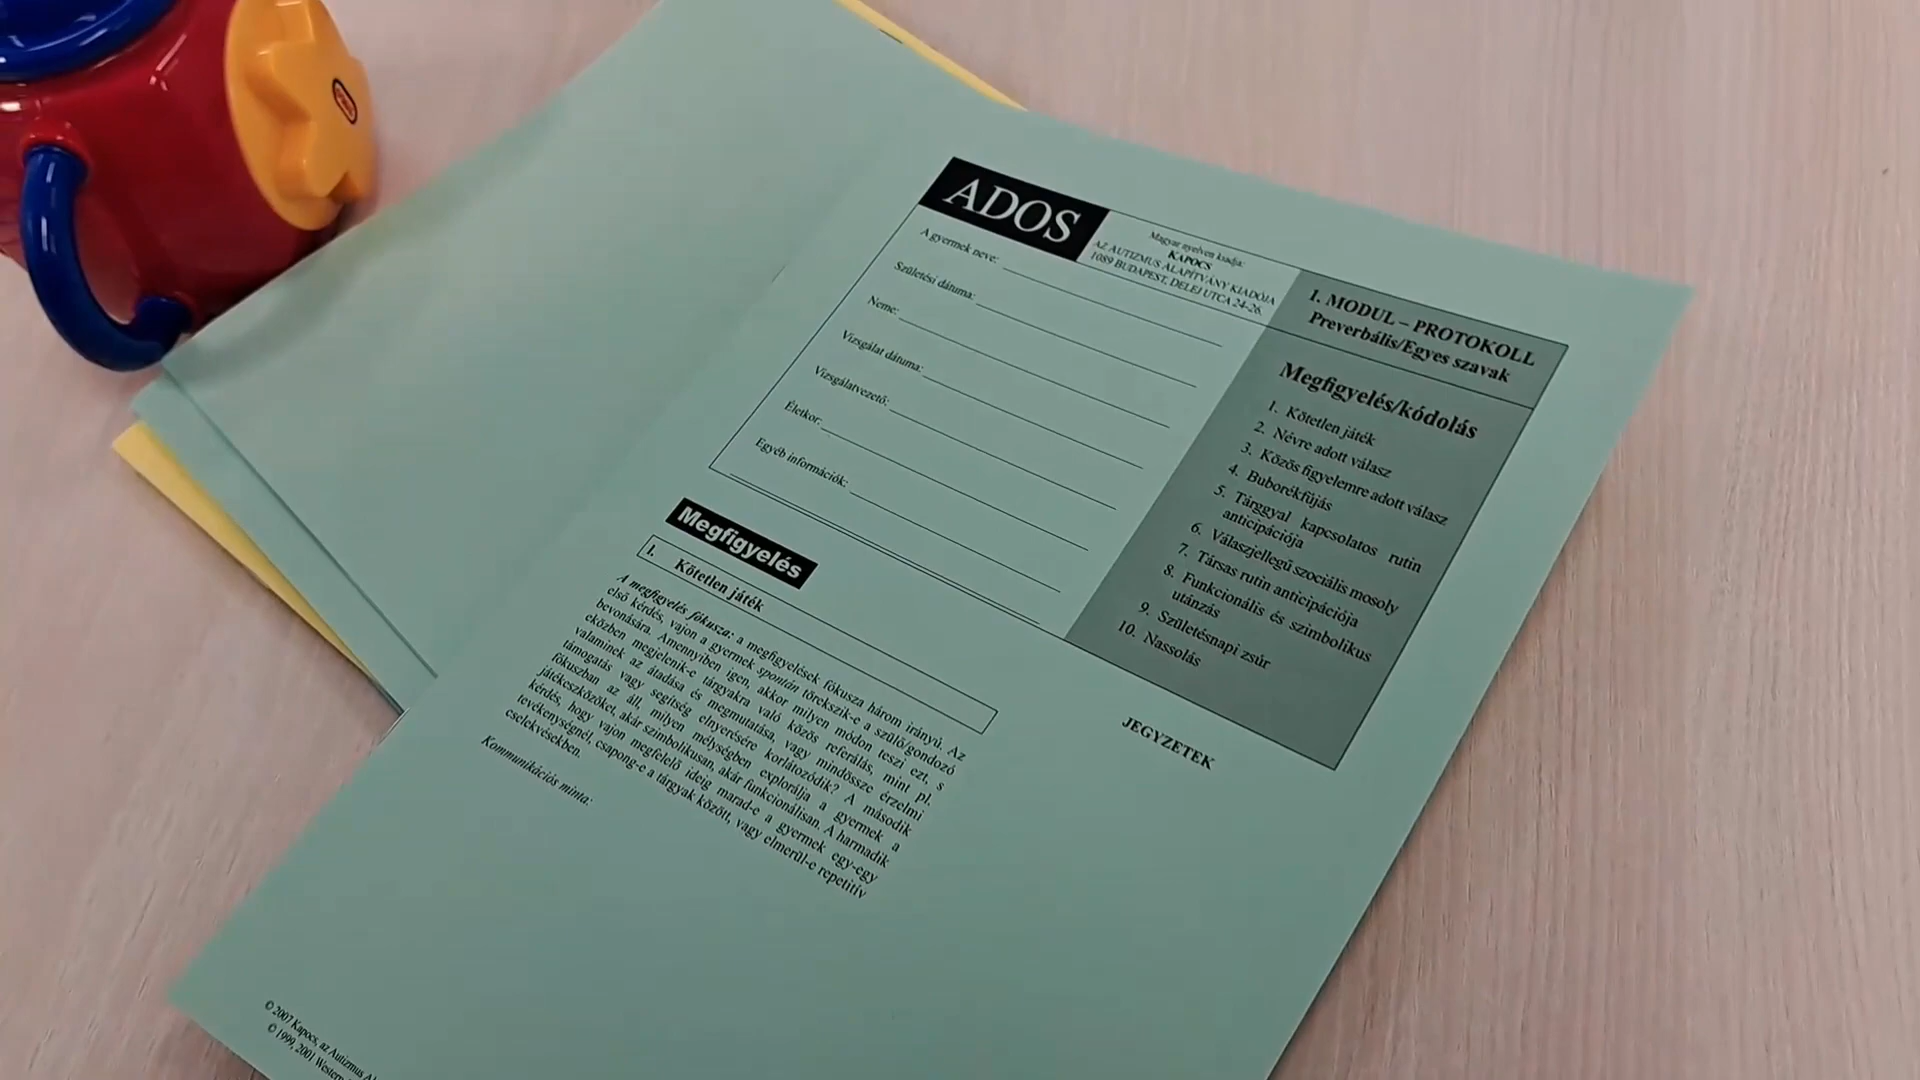 ADOS
Magyar nyelven kiadja:
KAPOCS
AZ AUTIZMUS ALAPÍTVÁNY KIADÓJA
1089 BUDAPEST, DELEJ UTCA 24-26.
A gyermek neve:
Születési dátuma:
Neme:
Vizsgálat dátuma:
Vizsgálatvezető:
Életkor:
Egyéb információk:
I. MODUL – PROTOKOLL
Preverbális/Egyes szavak
Megfigyelés/kódolás
1. Kötetlen játék
2. Névre adott válasz
3. Közös figyelemre adott válasz
4. Buborékfújás
5. Tárggyal kapcsolatos rutin
anticipációja
6. Válaszjellegű szociális mosoly
7. Társas rutin anticipációja
8. Funkcionális és szimbolikus
utánzás
9. Születésnapi zsúr
10. Nassolás
Megfigyelés
1. Kötetlen játék
A megfigyelés fókusza: a megfigyelések fókusza három irányú. Az
első kérdés, vajon a gyermek spontán törekszik-e a szülő/gondozó
bevonására. Amennyiben igen, akkor milyen módon teszi ezt, s
eközben megjelenik-e tárgyakra való közös referálás, mint pl.
valaminek az átadása és megmutatása, vagy mindössze érzelmi
támogatás vagy segítség elnyerésére korlátozódik? A második
fókuszban az áll, milyen mélységben explorálja a gyermek a
játékeszközöket, akár szimbolikusan, akár funkcionálisan. A harmadik
kérdés, hogy vajon megfelelő ideig marad-e a gyermek egy-egy
tevékenységnél, csapong-e a tárgyak között, vagy elmerül-e repetitív
cselekvésekben.
Kommunikációs minta:
JEGYZETEK
© 2007 Kapocs, az Autizmus Al
© 1999, 2001 Western